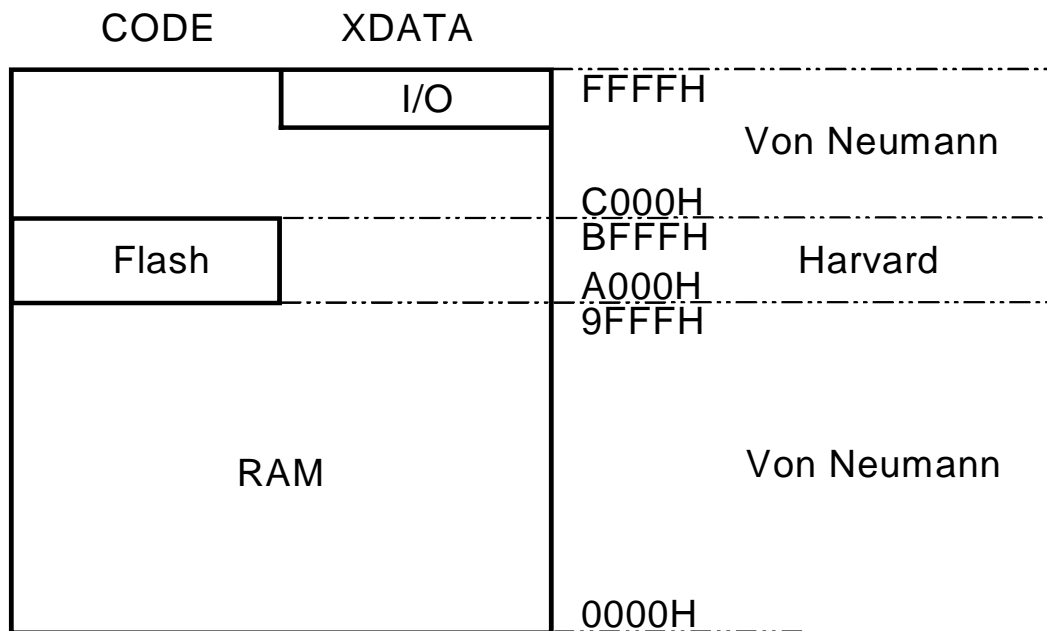 CODE XDATA
I/O
FFFFH
Von Neumann
C000H
BFFFH
Flash
Harvard
A000H
9FFFH
RAM
Von Neumann
0000H